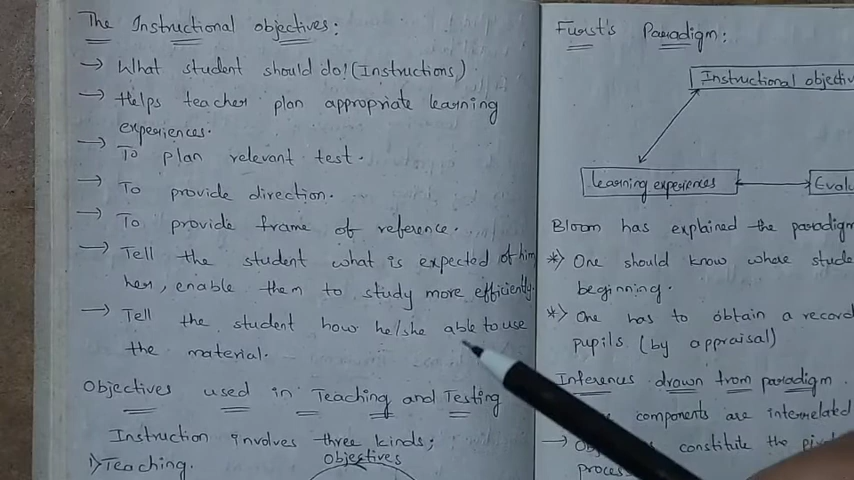 The Instructional objectives:
→ What student should do! (Instructions)
→ Helps teacher plan appropriate learning
experiences.
→ To plan relevant test.
→ To provide direction.
→ To provide frame of reference.
→ Tell the student what is expected of him
her, enable them to study more efficiently.
→ Tell the student how he/she able to use
the material.
Objectives used in Teaching and Testing
Instruction involves three kinds;
1) Teaching.
Objectives
Furst's Paradigm:
Instructional objectiv
learning experiences
Evalu
Bloom has explained the paradigm
*) One should know where stude
beginning.
*) One has to obtain a record
pupils (by appraisal)
Inferences drawn from paradigm.
components are interrelated
→ constitute the
proces